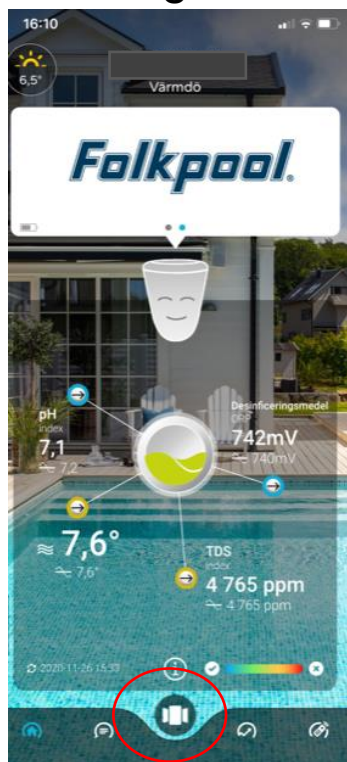 16:10
6,5°
Värmdö
Folkpool.
pH
index
7,1
7,2
Desinficeringsmedel
ORP
742mV
740mV
7,6°
7,6°
TDS
index
4 765 ppm
4 765 ppm
2020-11-26 15:33